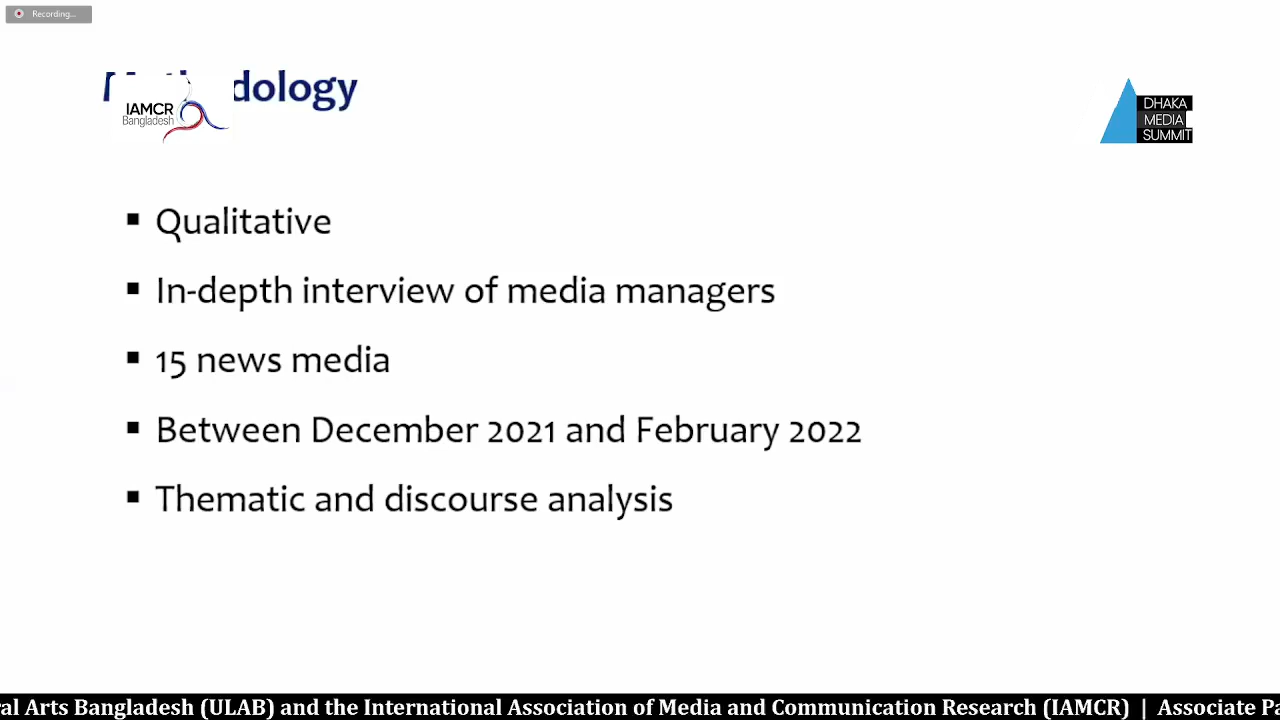 Recording...
dology
IAMCR
Bangladesh
DHAKA
MEDIA
SUMMIT
▪ Qualitative
▪ In-depth interview of media managers
▪ 15 news media
▪ Between December 2021 and February 2022
▪ Thematic and discourse analysis
al Arts Bangladesh (ULAB) and the International Association of Media and Communication Research (IAMCR) | Associate Pa